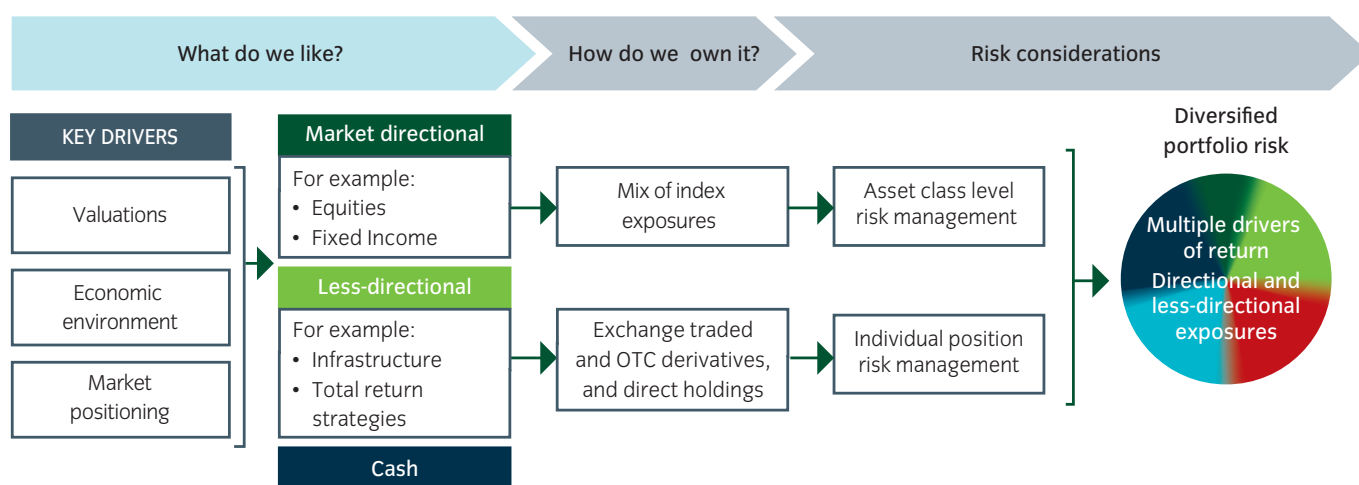 What do we like?
How do we own it?
Risk considerations
KEY DRIVERS
Valuations
Economic
environment
Market
positioning
Market directional
For example:
• Equities
• Fixed Income
Less-directional
For example:
• Infrastructure
• Total return
strategies
Cash
Mix of index
exposures
Exchange traded
and OTC derivatives,
and direct holdings
Asset class level
risk management
Individual position
risk management
Diversified
portfolio risk
Multiple drivers
of return
Directional and
less-directional
exposures